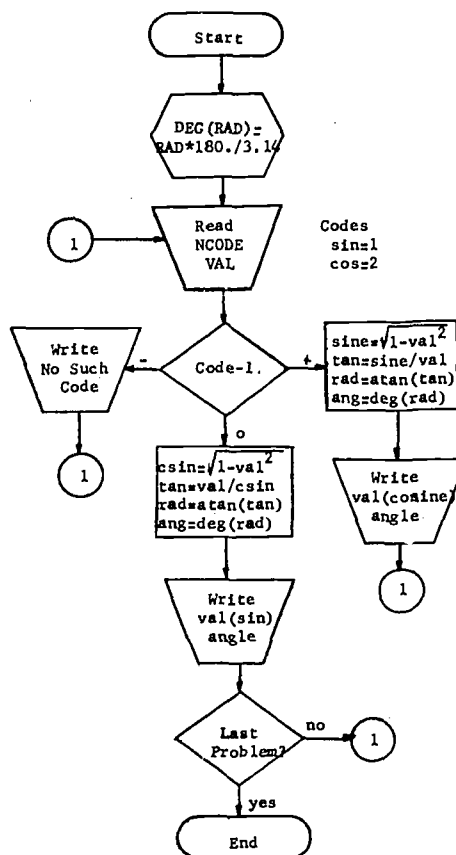 Start
DEG(RAD)=
RAD*180./3.14
1
Read
NCODE
VAL
Codes
sin=1
cos=2
Write
No Such
Code
-
Code-1.
+
sine=√1-val²
tan=sine/val
rad=atan(tan)
ang=deg(rad)
1
o
csin=√1-val²
tan=val/csin
rad=atan(tan)
ang=deg(rad)
Write
val(cosine)
angle
1
Write
val(sin)
angle
Last
Problem?
no
1
yes
End